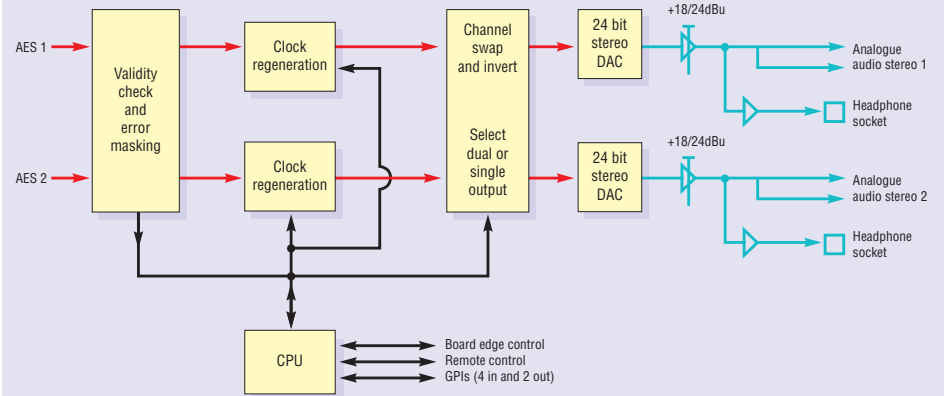 AES 1
AES 2
Validity
check
and
error
masking
Clock
regeneration
Clock
regeneration
Channel
swap
and invert
Select
dual or
single
output
24 bit
stereo
DAC
24 bit
stereo
DAC
+18/24dBu
Analogue
audio stereo 1
Headphone
socket
+18/24dBu
Analogue
audio stereo 2
Headphone
socket
CPU
Board edge control
Remote control
GPIs (4 in and 2 out)